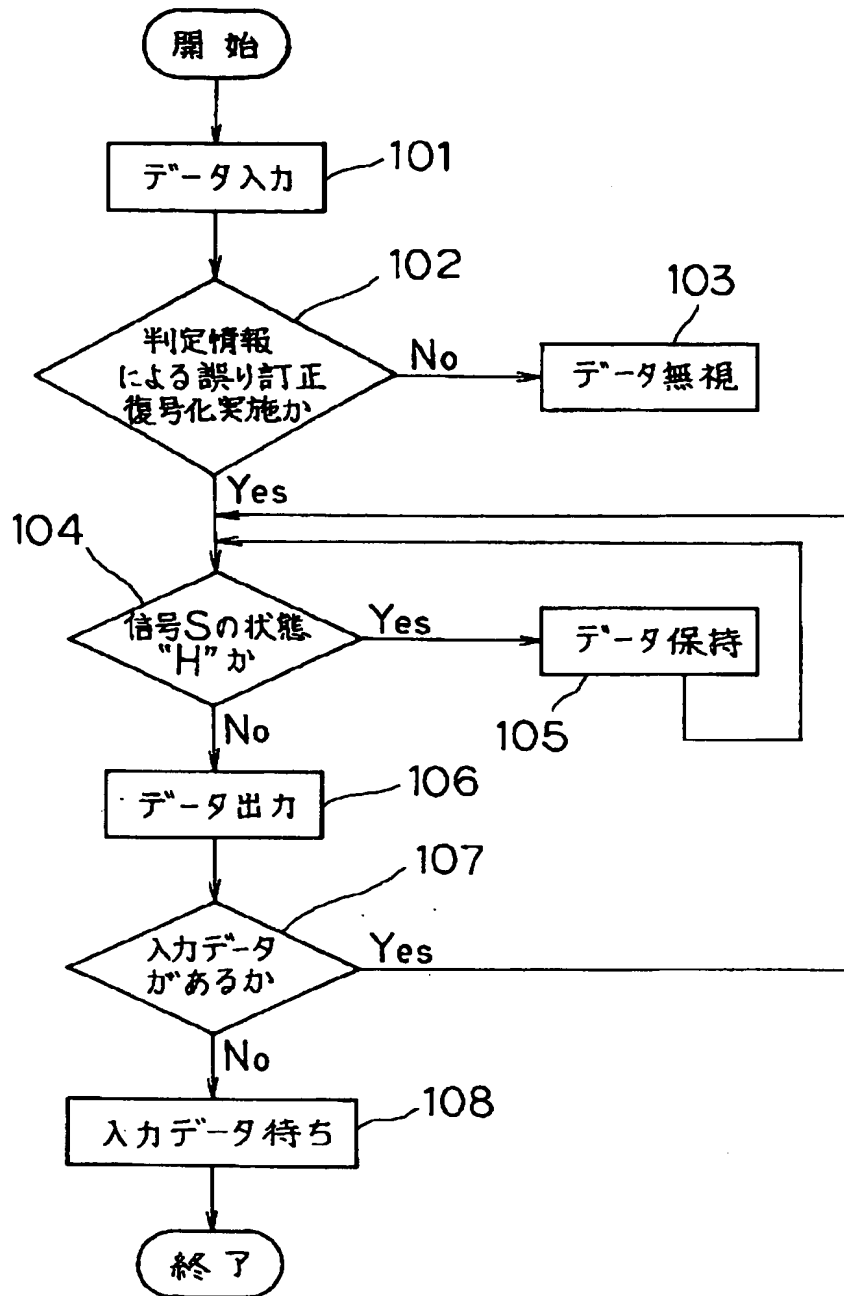 開始
データ入力
101
102
判定情報
による誤り訂正
復号化実施か
No
103
データ無視
Yes
104
信号Sの状態
"H"か
Yes
データ保持
105
No
データ出力
106
107
入力データ
があるか
Yes
No
入力データ待ち
108
終了